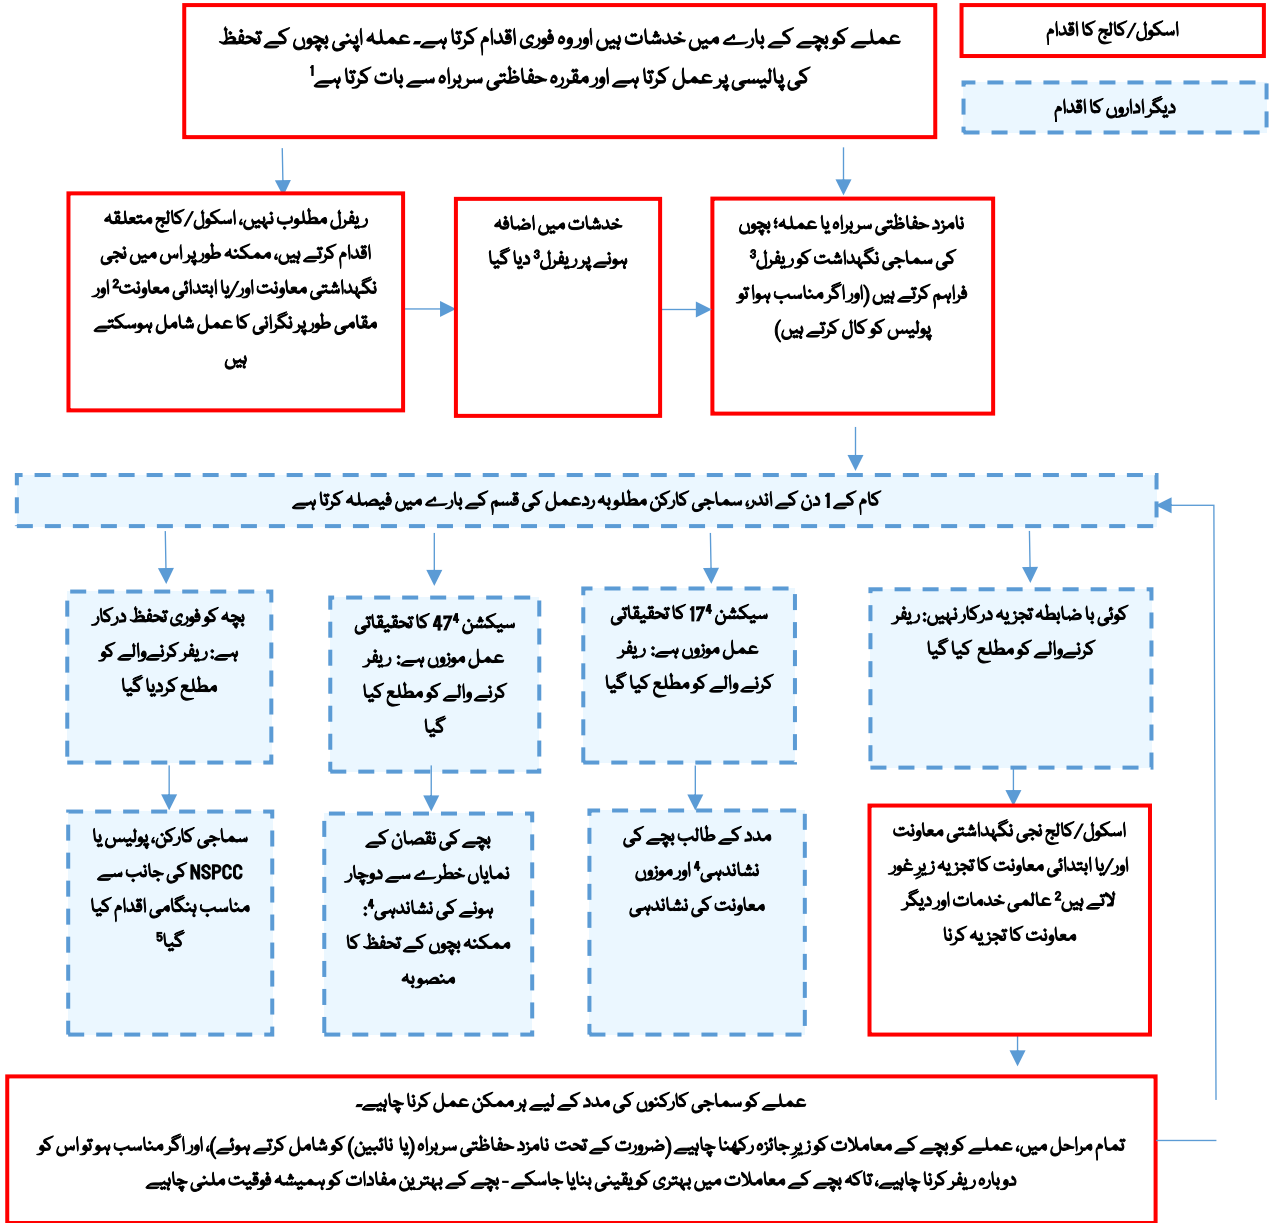 عملے کو بچے کے بارے میں خدشات ہیں اور وہ فوری اقدام کرتا ہے۔ عملہ اپنی بچوں کے تحفظ
کی پالیسی پر عمل کرتا ہے اور مقررہ حفاظتی سربراہ سے بات کرتا ہے¹
اسکول/کالج کا اقدام
دیگر اداروں کا اقدام
نامزد حفاظتی سربراہ یا عملہ؛ بچوں
کی سماجی نگہداشت کو ریفرل³
فراہم کرتے ہیں (اور اگر مناسب ہوا تو
پولیس کو کال کرتے ہیں)
خدشات میں اضافہ
ہونے پر ریفرل³ دیا گیا
ریفرل مطلوب نہیں، اسکول/کالج متعلقہ
اقدام کرتے ہیں، ممکنہ طور پر اس میں نجی
نگہداشتی معاونت اور/یا ابتدائی معاونت² اور
مقامی طور پر نگرانی کا عمل شامل ہوسکتے
ہیں
کام کے 1 دن کے اندر، سماجی کارکن مطلوبہ ردعمل کی قسم کے بارے میں فیصلہ کرتا ہے
کوئی با ضابطہ تجزیہ درکار نہیں: ریفر
کرنےوالے کو مطلع کیا گیا
سیکشن 17⁴ کا تحقیقاتی
عمل موزوں ہے: ریفر
کرنے والے کو مطلع کیا گیا
سیکشن 47⁴ کا تحقیقاتی
عمل موزوں ہے: ریفر
کرنے والے کو مطلع کیا
گیا
بچہ کو فوری تحفظ درکار
ہے: ریفر کرنےوالے کو
مطلع کردیا گیا
اسکول/کالج نجی نگہداشتی معاونت
اور/یا ابتدائی معاونت کا تجزیہ زیرِ غور
لاتے ہیں² عالمی خدمات اور دیگر
معاونت کا تجزیہ کرنا
مدد کے طالب بچے کی
نشاندہی⁴ اور موزوں
معاونت کی نشاندہی
بچے کی نقصان کے
نمایاں خطرے سے دوچار
ہونے کی نشاندہی⁴:
ممکنہ بچوں کے تحفظ کا
منصوبہ
سماجی کارکن، پولیس یا
NSPCC کی جانب سے
مناسب ہنگامی اقدام کیا
گیا⁵
عملے کو سماجی کارکنوں کی مدد کے لیے ہر ممکن عمل کرنا چاہیے۔
تمام مراحل میں، عملے کو بچے کے معاملات کو زیرِ جائزہ رکھنا چاہیے (ضرورت کے تحت نامزد حفاظتی سربراہ (یا نائبین) کو شامل کرتے ہوئے)، اور اگر مناسب ہو تو اس کو
دوبارہ ریفر کرنا چاہیے، تاکہ بچے کے معاملات میں بہتری کو یقینی بنایا جاسکے - بچے کے بہترین مفادات کو ہمیشہ فوقیت ملنی چاہیے